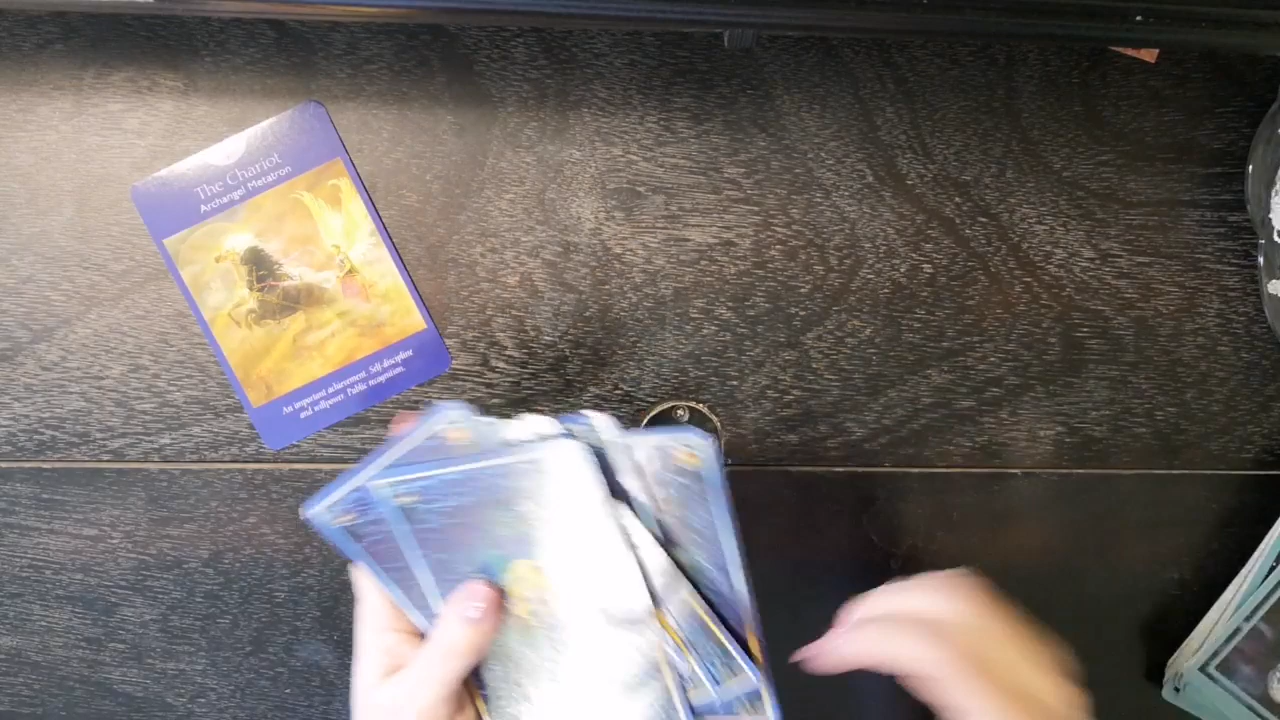 The Chariot
Archangel Metatron
An important achievement. Self-discipline
and willpower. Public recognition.